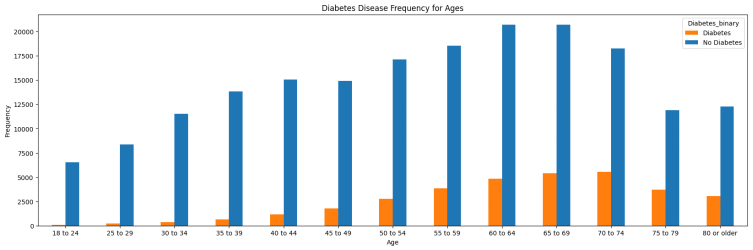 Diabetes Disease Frequency for Ages
Diabetes_binary
Diabetes
No Diabetes
Frequency
20000
17500
15000
12500
10000
7500
5000
2500
0
18 to 24 25 to 29 30 to 34 35 to 39 40 to 44 45 to 49 50 to 54 55 to 59 60 to 64 65 to 69 70 to 74 75 to 79 80 or older
Age